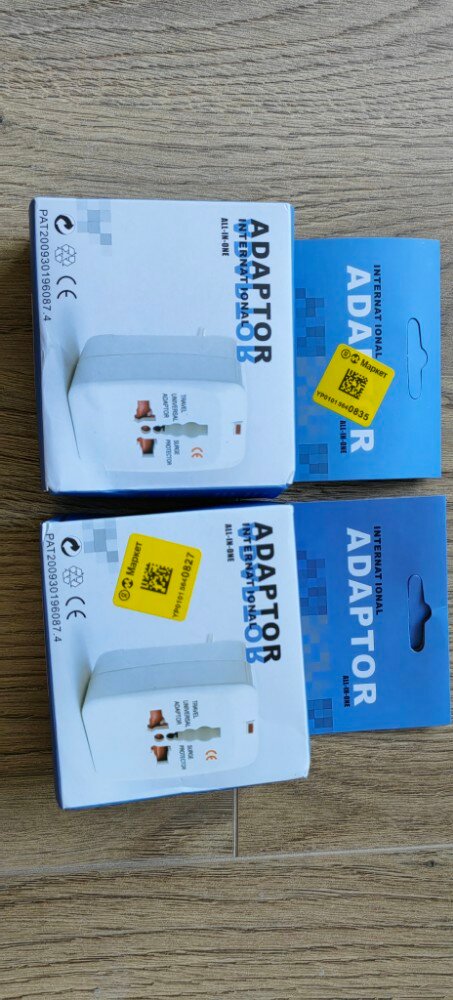 INTERNATIONAL
ADAPTOR
ALL-IN-ONE
Маркет
0835
ADAPTOR
INTERNATIONAL
ALL-IN-ONE
TRAVEL
UNIVERSAL
ADAPTOR
SURGE
PROTECTOR
CE
CE
PAT200930196087.4
INTERNATIONAL
ADAPTOR
ALL-IN-ONE
ADAPTOR
INTERNATIONAL
ALL-IN-ONE
Маркет
0827
TRAVEL
UNIVERSAL
ADAPTOR
SURGE
PROTECTOR
CE
CE
PAT200930196087.4